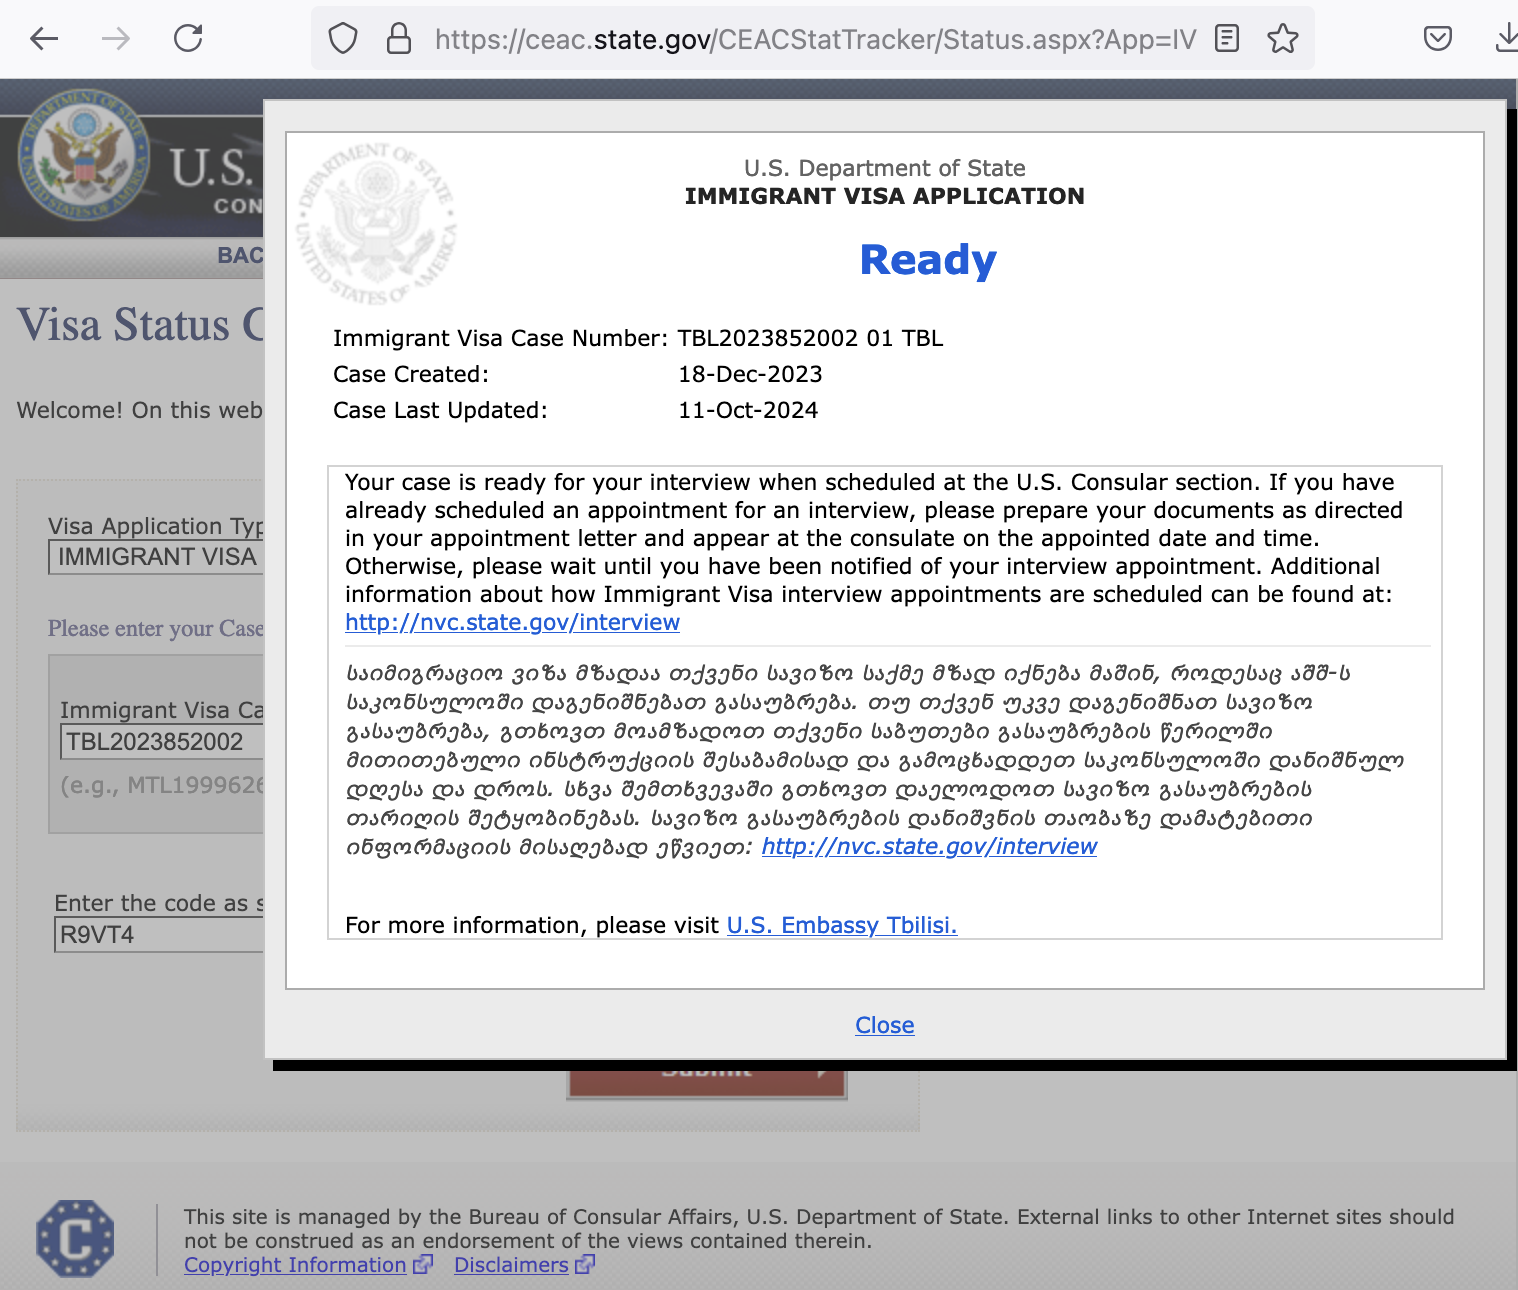 https://ceac.state.gov/CEACStatTracker/Status.aspx?App=IV
U.S.
CON
BAC
Visa Status C
Welcome! On this web
Visa Application Typ
IMMIGRANT VISA
Please enter your Case
Immigrant Visa Ca
TBL2023852002
(e.g., MTL1999626
Enter the code as s
R9VT4
DEPARTMENT OF STATE
UNITED STATES OF AMERICA
U.S. Department of State
IMMIGRANT VISA APPLICATION
Ready
Immigrant Visa Case Number: TBL2023852002 01 TBL
Case Created: 18-Dec-2023
Case Last Updated: 11-Oct-2024
Your case is ready for your interview when scheduled at the U.S. Consular section. If you have
already scheduled an appointment for an interview, please prepare your documents as directed
in your appointment letter and appear at the consulate on the appointed date and time.
Otherwise, please wait until you have been notified of your interview appointment. Additional
information about how Immigrant Visa interview appointments are scheduled can be found at:
http://nvc.state.gov/interview
საიმიგრაციო ვიზა მზადაა თქვენი სავიზო საქმე მზად იქნება მაშინ, როდესაც აშშ-ს
საკონსულოში დაგენიშნებათ გასაუბრება. თუ თქვენ უკვე დაგენიშნათ სავიზო
გასაუბრება, გთხოვთ მოამზადოთ თქვენი საბუთები გასაუბრების წერილში
მითითებული ინსტრუქციის შესაბამისად და გამოცხადდეთ საკონსულოში დანიშნულ
დღესა და დროს. სხვა შემთხვევაში გთხოვთ დაელოდოთ სავიზო გასაუბრების
თარიღის შეტყობინებას. სავიზო გასაუბრების დანიშვნის თაობაზე დამატებითი
ინფორმაციის მისაღებად ეწვიეთ: http://nvc.state.gov/interview
For more information, please visit U.S. Embassy Tbilisi.
Close
Submit
C
This site is managed by the Bureau of Consular Affairs, U.S. Department of State. External links to other Internet sites should
not be construed as an endorsement of the views contained therein.
Copyright Information Disclaimers